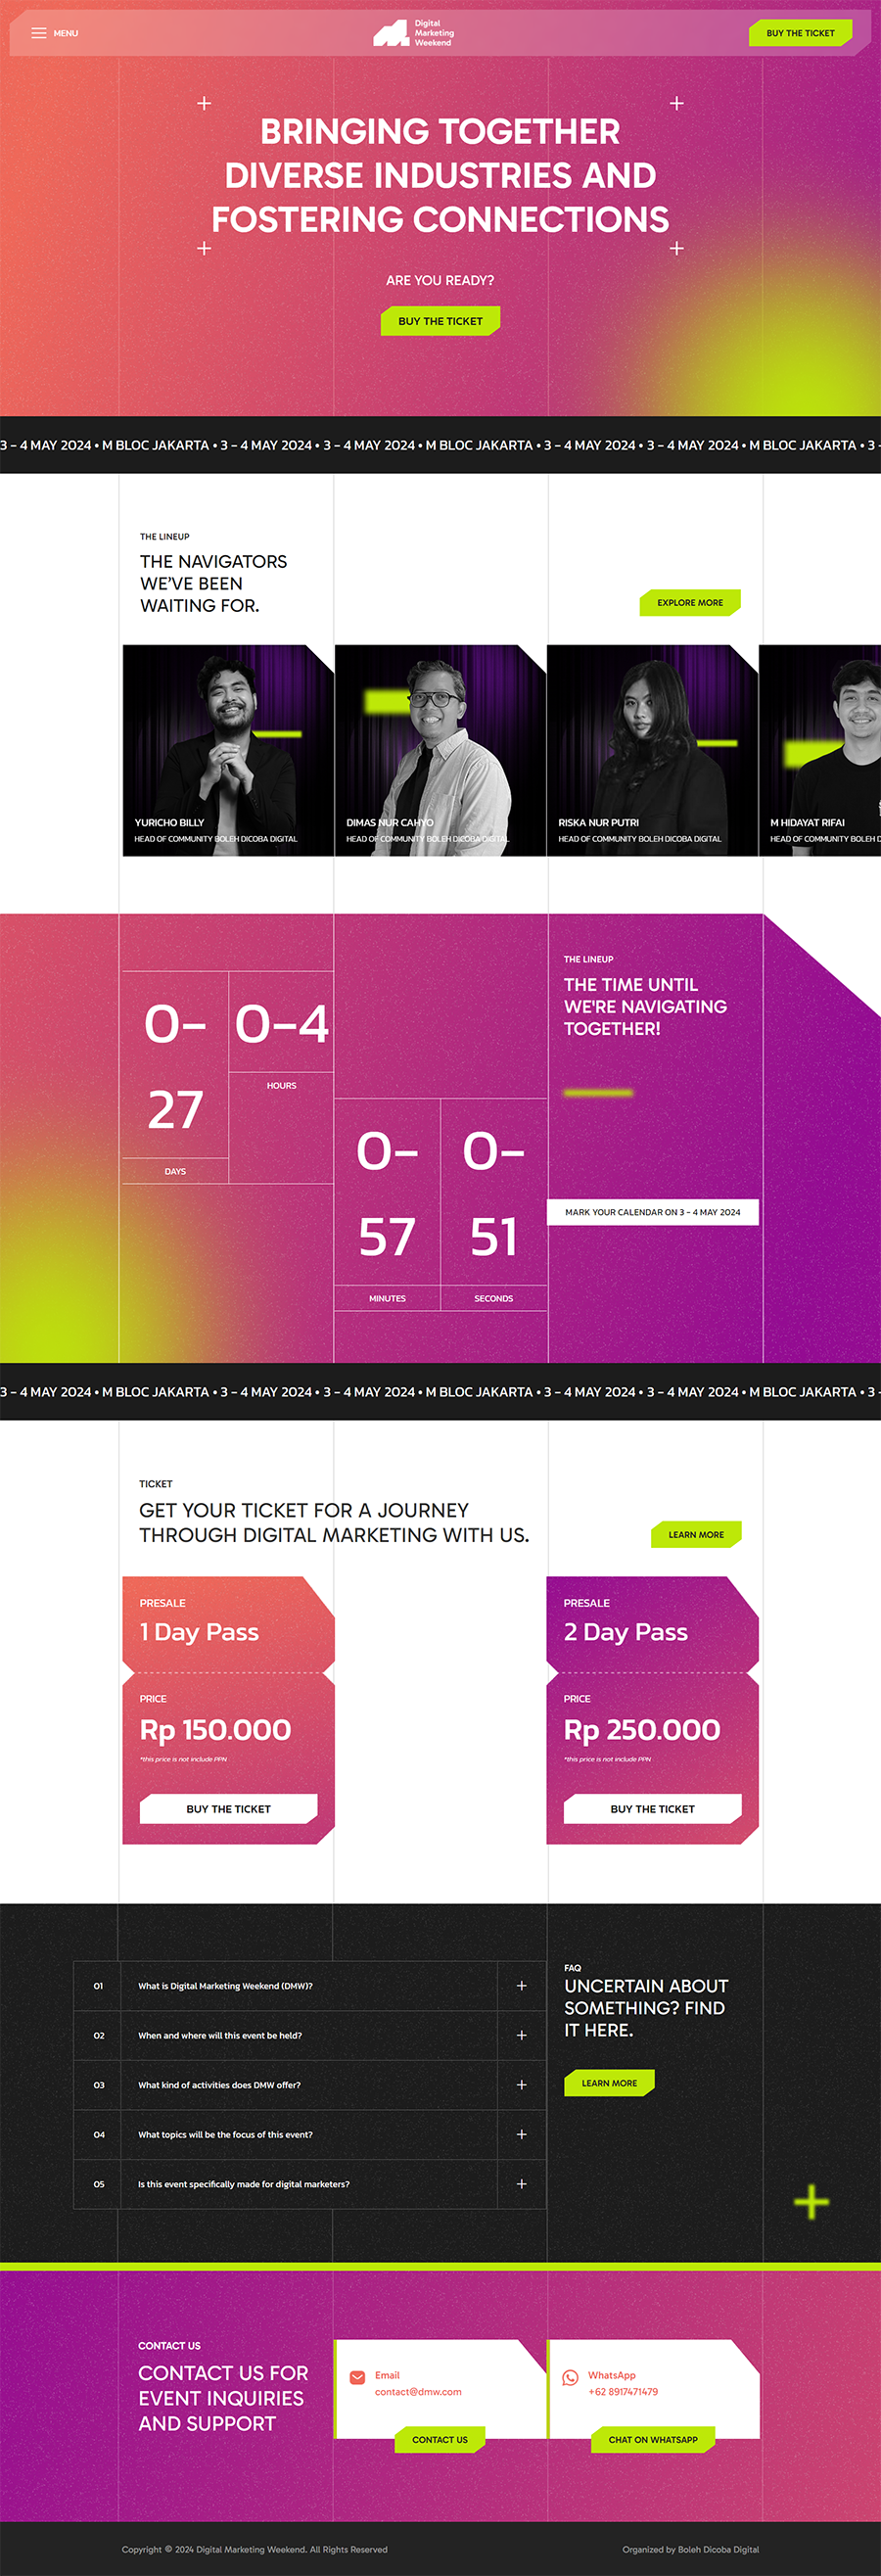 MENU
Digital
Marketing
Weekend
BUY THE TICKET
BRINGING TOGETHER
DIVERSE INDUSTRIES AND
FOSTERING CONNECTIONS
ARE YOU READY?
BUY THE TICKET
3 – 4 MAY 2024 • M BLOC JAKARTA • 3 – 4 MAY 2024 • 3 – 4 MAY 2024 • M BLOC JAKARTA • 3 – 4 MAY 2024 • 3 – 4 MAY 2024 • M BLOC JAKARTA • 3 -
THE LINEUP
THE NAVIGATORS
WE'VE BEEN
WAITING FOR.
EXPLORE MORE
YURICHO BILLY
HEAD OF COMMUNITY BOLEH DICOBA DIGITAL
DIMAS NUR CAHYO
HEAD OF COMMUNITY BOLEH DICOBA DIGITAL
RISKA NUR PUTRI
HEAD OF COMMUNITY BOLEH DICOBA DIGITAL
M HIDAYAT RIFAI
HEAD OF COMMUNITY BOLEH D
0-
27
DAYS
0-4
HOURS
0-
57
MINUTES
0-
51
SECONDS
THE LINEUP
THE TIME UNTIL
WE'RE NAVIGATING
TOGETHER!
MARK YOUR CALENDAR ON 3 - 4 MAY 2024
3 – 4 MAY 2024 • M BLOC JAKARTA • 3 – 4 MAY 2024 • 3 – 4 MAY 2024 • M BLOC JAKARTA • 3 – 4 MAY 2024 • 3 – 4 MAY 2024 • M BLOC JAKARTA • 3 -
TICKET
GET YOUR TICKET FOR A JOURNEY
THROUGH DIGITAL MARKETING WITH US.
LEARN MORE
PRESALE
1 Day Pass
PRICE
Rp 150.000
*this price is not include PPN
BUY THE TICKET
PRESALE
2 Day Pass
PRICE
Rp 250.000
*this price is not include PPN
BUY THE TICKET
01 What is Digital Marketing Weekend (DMW)? +
02 When and where will this event be held? +
03 What kind of activities does DMW offer? +
04 What topics will be the focus of this event? +
05 Is this event specifically made for digital marketers? +
FAQ
UNCERTAIN ABOUT
SOMETHING? FIND
IT HERE.
LEARN MORE
CONTACT US
CONTACT US FOR
EVENT INQUIRIES
AND SUPPORT
Email
contact@dmw.com
CONTACT US
WhatsApp
+62 8917471479
CHAT ON WHATSAPP
Copyright © 2024 Digital Marketing Weekend. All Rights Reserved
Organized by Boleh Dicoba Digital